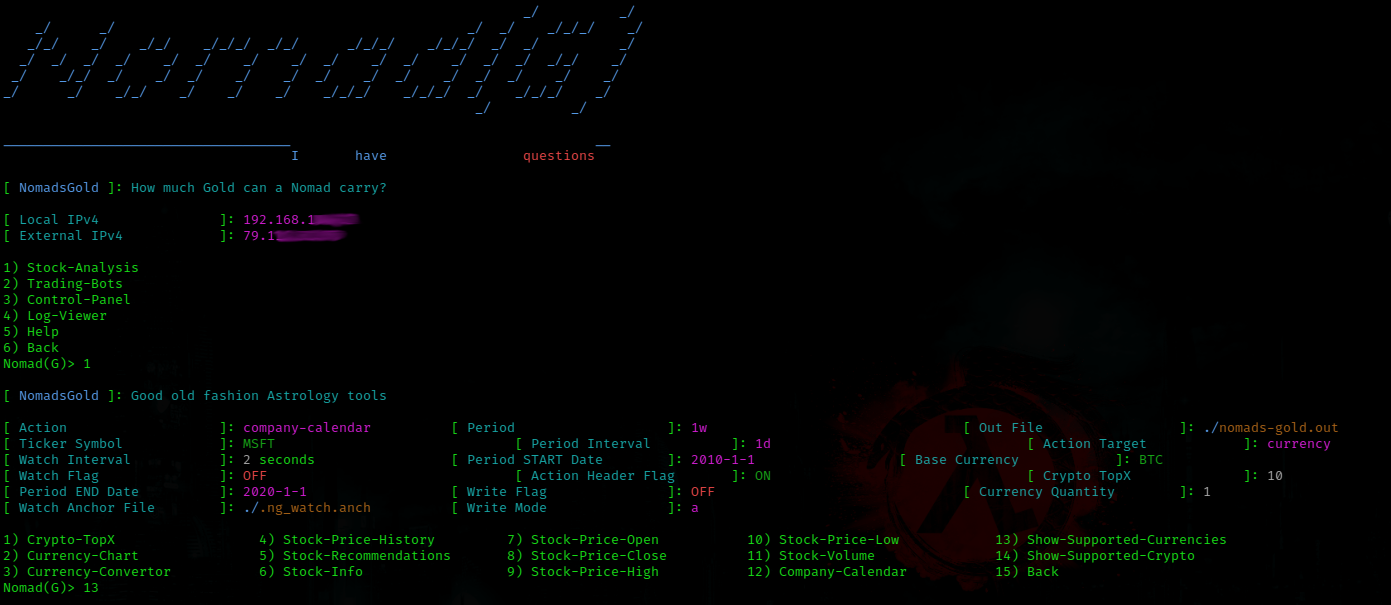 Nomad(G)
I have questions
[ NomadsGold ]: How much Gold can a Nomad carry?
[ Local IPv4 ]: 192.168.1
[ External IPv4 ]: 79.1
1) Stock-Analysis
2) Trading-Bots
3) Control-Panel
4) Log-Viewer
5) Help
6) Back
Nomad(G)> 1
[ NomadsGold ]: Good old fashion Astrology tools
[ Action ]: company-calendar [ Period ]: 1w [ Out File ]: ./nomads-gold.out
[ Ticker Symbol ]: MSFT [ Period Interval ]: 1d [ Action Target ]: currency
[ Watch Interval ]: 2 seconds [ Period START Date ]: 2010-1-1 [ Base Currency ]: BTC
[ Watch Flag ]: OFF [ Action Header Flag ]: ON [ Crypto TopX ]: 10
[ Period END Date ]: 2020-1-1 [ Write Flag ]: OFF [ Currency Quantity ]: 1
[ Watch Anchor File ]: ./.ng_watch.anch [ Write Mode ]: a
1) Crypto-TopX 4) Stock-Price-History 7) Stock-Price-Open 10) Stock-Price-Low 13) Show-Supported-Currencies
2) Currency-Chart 5) Stock-Recommendations 8) Stock-Price-Close 11) Stock-Volume 14) Show-Supported-Crypto
3) Currency-Convertor 6) Stock-Info 9) Stock-Price-High 12) Company-Calendar 15) Back
Nomad(G)> 13